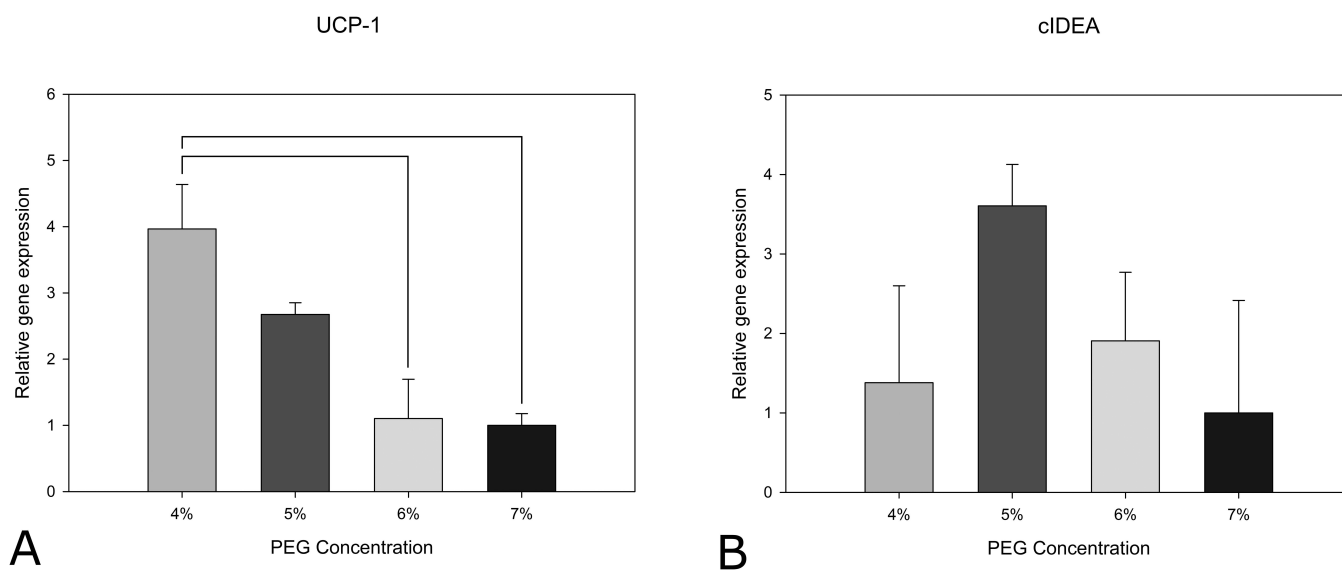 UCP-1
6
5
4
3
2
1
0
Relative gene expression
4% 5% 6% 7%
PEG Concentration
A
cIDEA
5
4
3
2
1
0
Relative gene expression
4% 5% 6% 7%
PEG Concentration
B